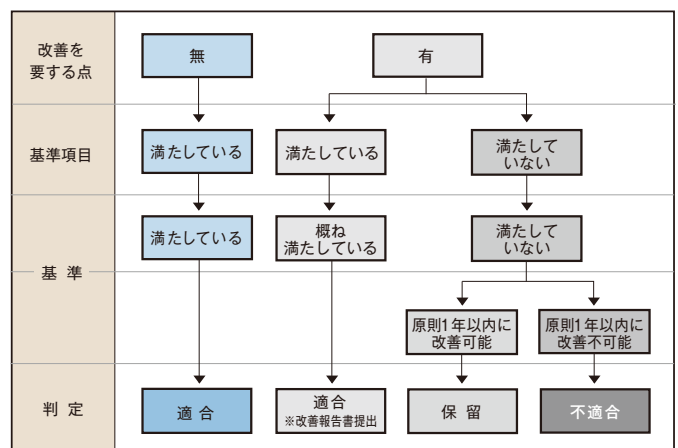 改善を
要する点
無
有
基準項目
満たしている
満たしている
満たして
いない
基 準
満たしている
概ね
満たしている
満たして
いない
原則1年以内に
改善可能
原則1年以内に
改善不可能
判 定
適 合
適合
※改善報告書提出
保 留
不適合